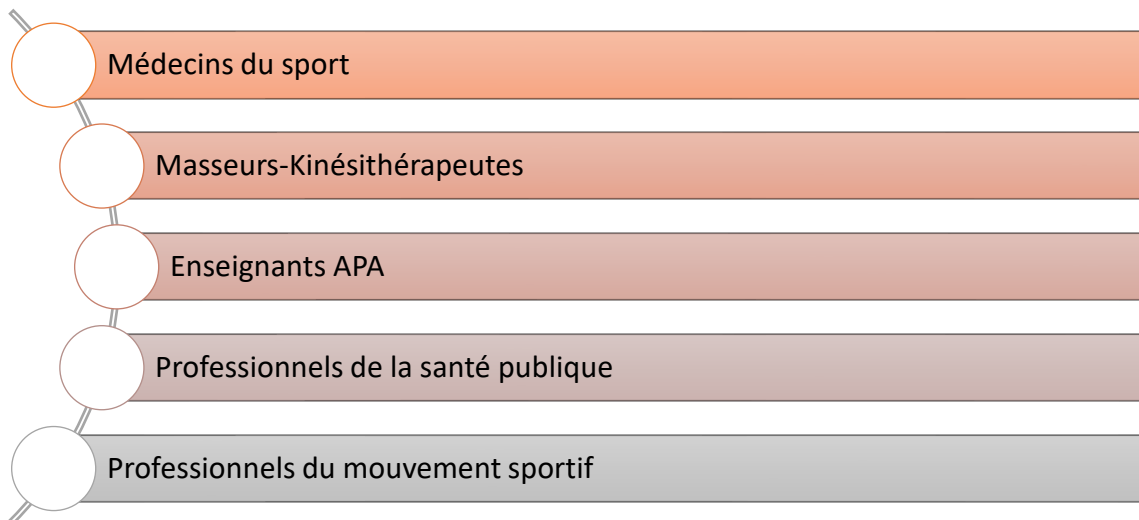 Médecins du sport
Masseurs-Kinésithérapeutes
Enseignants APA
Professionnels de la santé publique
Professionnels du mouvement sportif